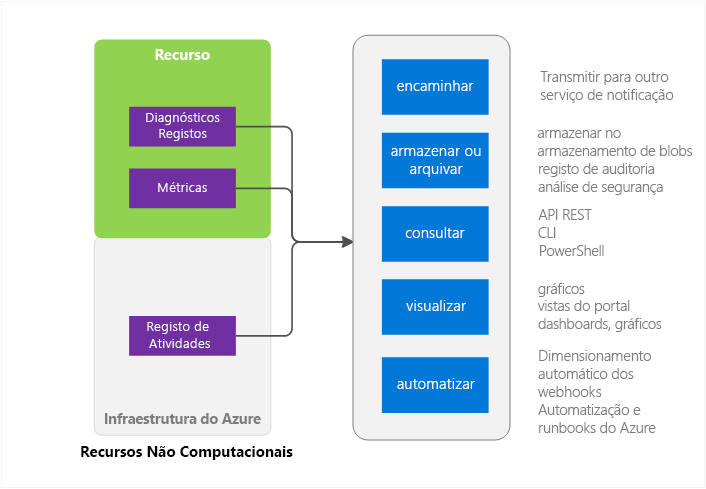 Recurso
Diagnósticos
Registos
Métricas
Registo de
Atividades
Infraestrutura do Azure
Recursos Não Computacionais
encaminhar
Transmitir para outro
serviço de notificação
armazenar ou
arquivar
armazenar no
armazenamento de blobs
registo de auditoria
análise de segurança
consultar
API REST
CLI
PowerShell
visualizar
gráficos
vistas do portal
dashboards, gráficos
automatizar
Dimensionamento
automático dos
webhooks
Automatização e
runbooks do Azure